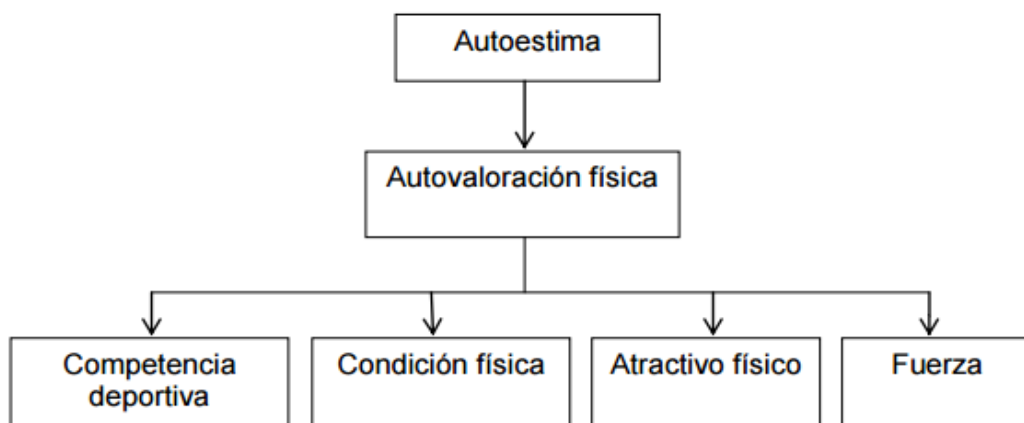 Autoestima
Autovaloración física
Competencia
deportiva
Condición física
Atractivo físico
Fuerza